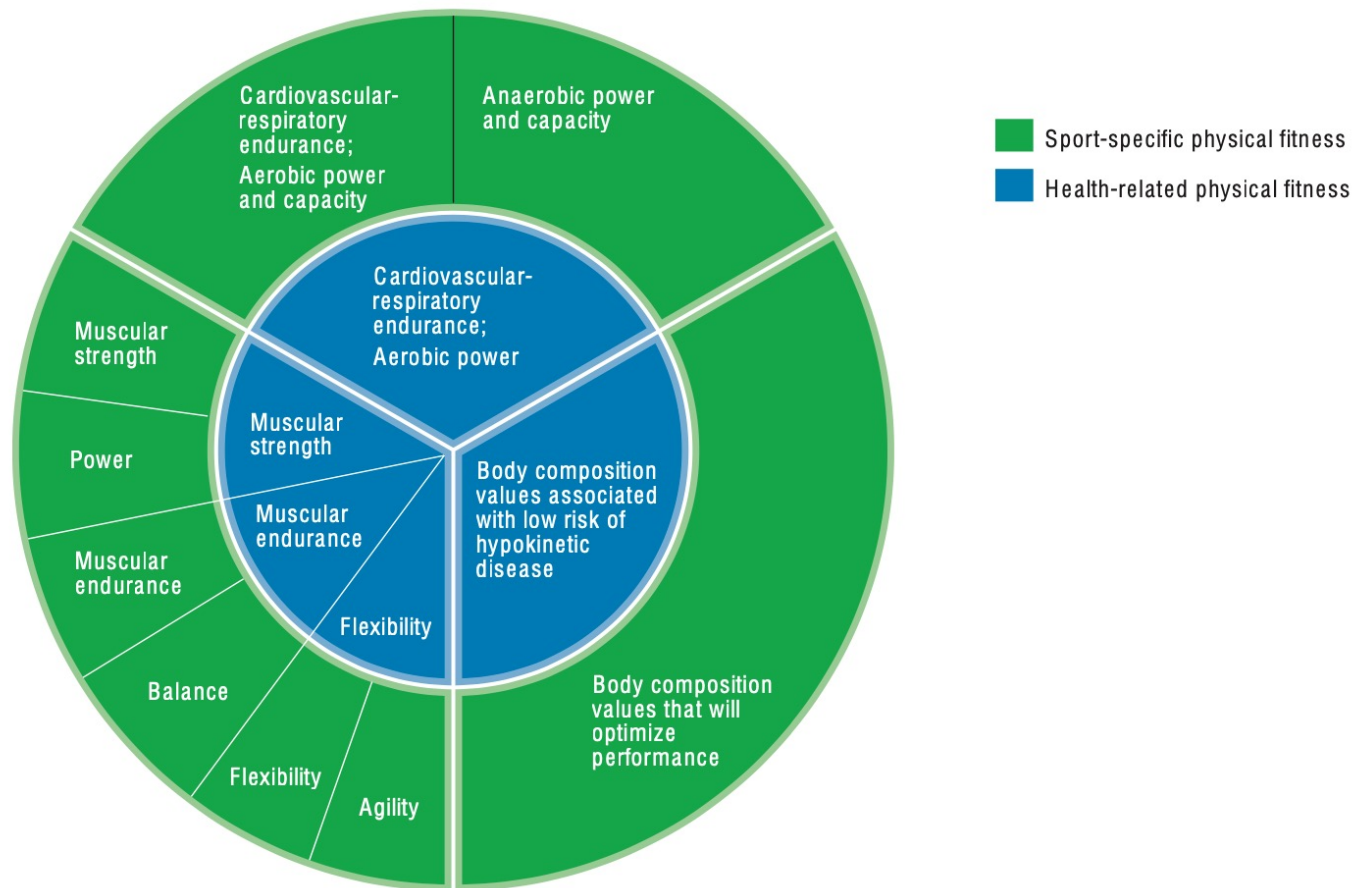 Cardiovascular-
respiratory
endurance;
Aerobic power
and capacity
Anaerobic power
and capacity
Sport-specific physical fitness
Health-related physical fitness
Cardiovascular-
respiratory
endurance;
Aerobic power
Muscular
strength
Power
Muscular
endurance
Balance
Flexibility
Agility
Muscular
strength
Muscular
endurance
Flexibility
Body composition
values associated
with low risk of
hypokinetic
disease
Body composition
values that will
optimize
performance